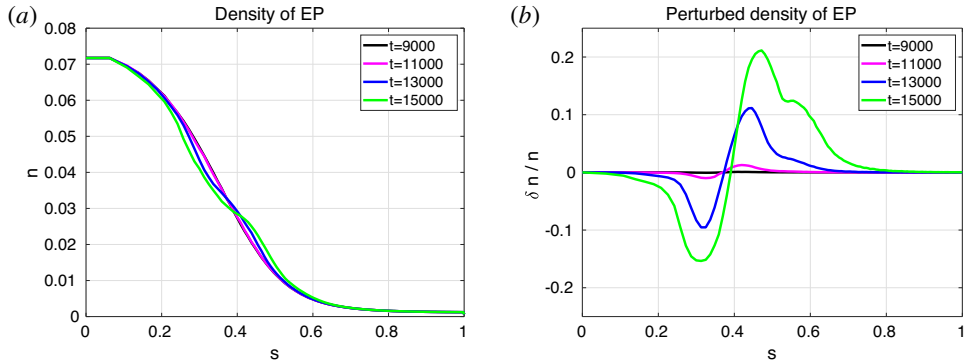 (a)
Density of EP
0.08
0.07
0.06
0.05
0.04
0.03
0.02
0.01
0
n
t=9000
t=11000
t=13000
t=15000
0 0.2 0.4 0.6 0.8 1
s
(b)
Perturbed density of EP
0.2
0.1
0
-0.1
-0.2
δ n / n
t=9000
t=11000
t=13000
t=15000
0 0.2 0.4 0.6 0.8 1
s